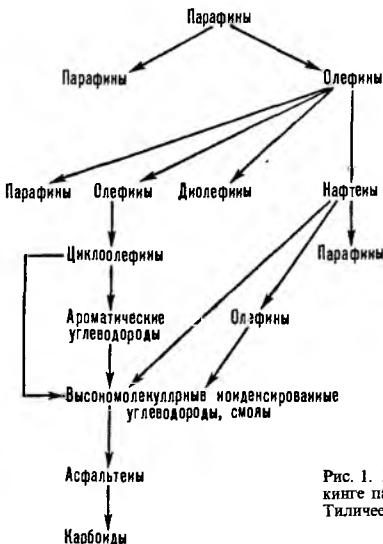 Парафины
Парафины Олефины
Парафины Олефины Диолефины Нафтены
Циклоолефины Парафины
Ароматические углеводороды Олефины
Высокомолекулярные конденсированные
углеводороды, смолы
Асфальтены
Карбоиды
Рис. 1.
кинге па
Тиличее